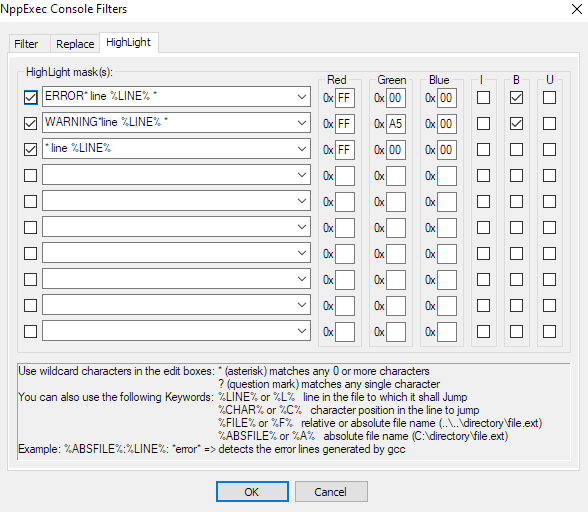 NppExec Console Filters
Filter Replace HighLight
HighLight mask(s): Red Green Blue I B U
ERROR* line %LINE% * 0x FF 0x 00 0x 00
WARNING*line %LINE% * 0x FF 0x A5 0x 00
* line %LINE% 0x FF 0x 00 0x 00
0x 0x 0x
0x 0x 0x
0x 0x 0x
0x 0x 0x
0x 0x 0x
0x 0x 0x
0x 0x 0x
Use wildcard characters in the edit boxes: * (asterisk) matches any 0 or more characters
? (question mark) matches any single character
You can also use the following Keywords: %LINE% or %L% line in the file to which it shall Jump
%CHAR% or %C% character position in the line to jump
%FILE% or %F% relative or absolute file name (..\..\directory\file.ext)
%ABSFILE% or %A% absolute file name (C:\directory\file.ext)
Example: %ABSFILE%:%LINE%: *error* => detects the error lines generated by gcc
OK Cancel